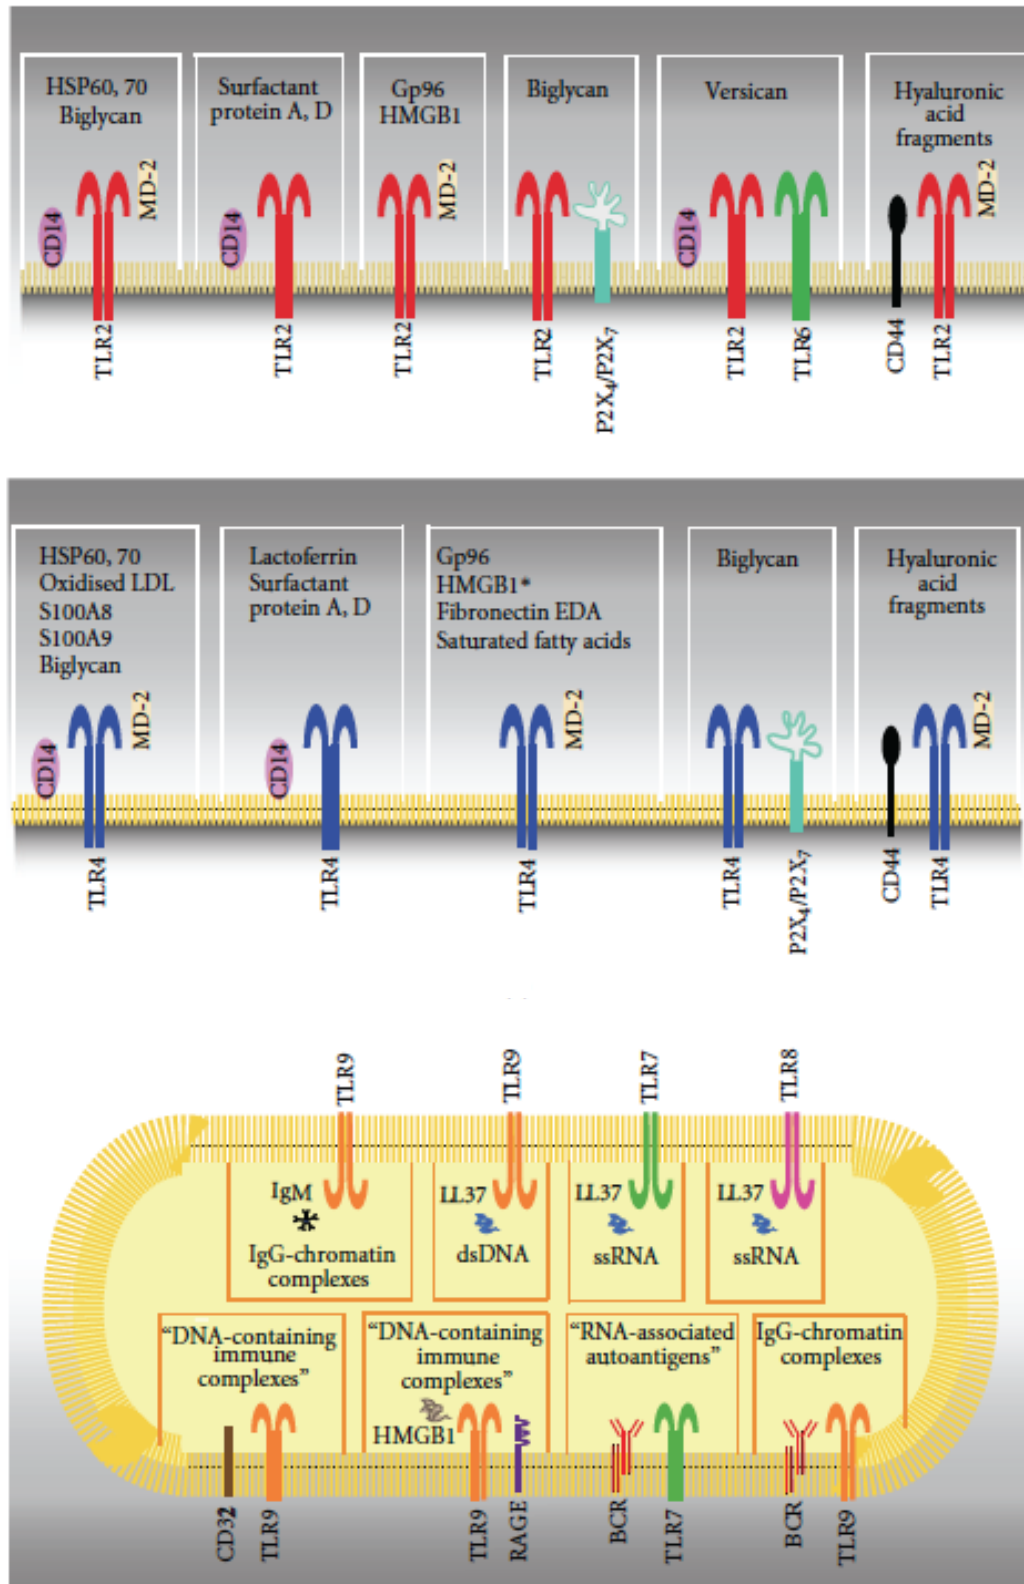 HSP60, 70
Biglycan
CD14
MD-2
TLR2
Surfactant
protein A, D
CD14
TLR2
Gp96
HMGB1
MD-2
TLR2
Biglycan
TLR2
P2X4/P2X7
Versican
CD14
TLR2
TLR6
Hyaluronic
acid
fragments
MD-2
CD44
TLR2
HSP60, 70
Oxidised LDL
S100A8
S100A9
Biglycan
CD14
MD-2
TLR4
Lactoferrin
Surfactant
protein A, D
CD14
TLR4
Gp96
HMGB1*
Fibronectin EDA
Saturated fatty acids
MD-2
TLR4
Biglycan
TLR4
P2X4/P2X7
Hyaluronic
acid
fragments
MD-2
CD44
TLR4
TLR9
IgM
IgG-chromatin
complexes
TLR9
LL37
dsDNA
TLR7
LL37
ssRNA
TLR8
LL37
ssRNA
“DNA-containing
immune
complexes”
CD32
TLR9
“DNA-containing
immune
complexes”
HMGB1
TLR9
RAGE
“RNA-associated
autoantigens”
BCR
TLR7
IgG-chromatin
complexes
BCR
TLR9